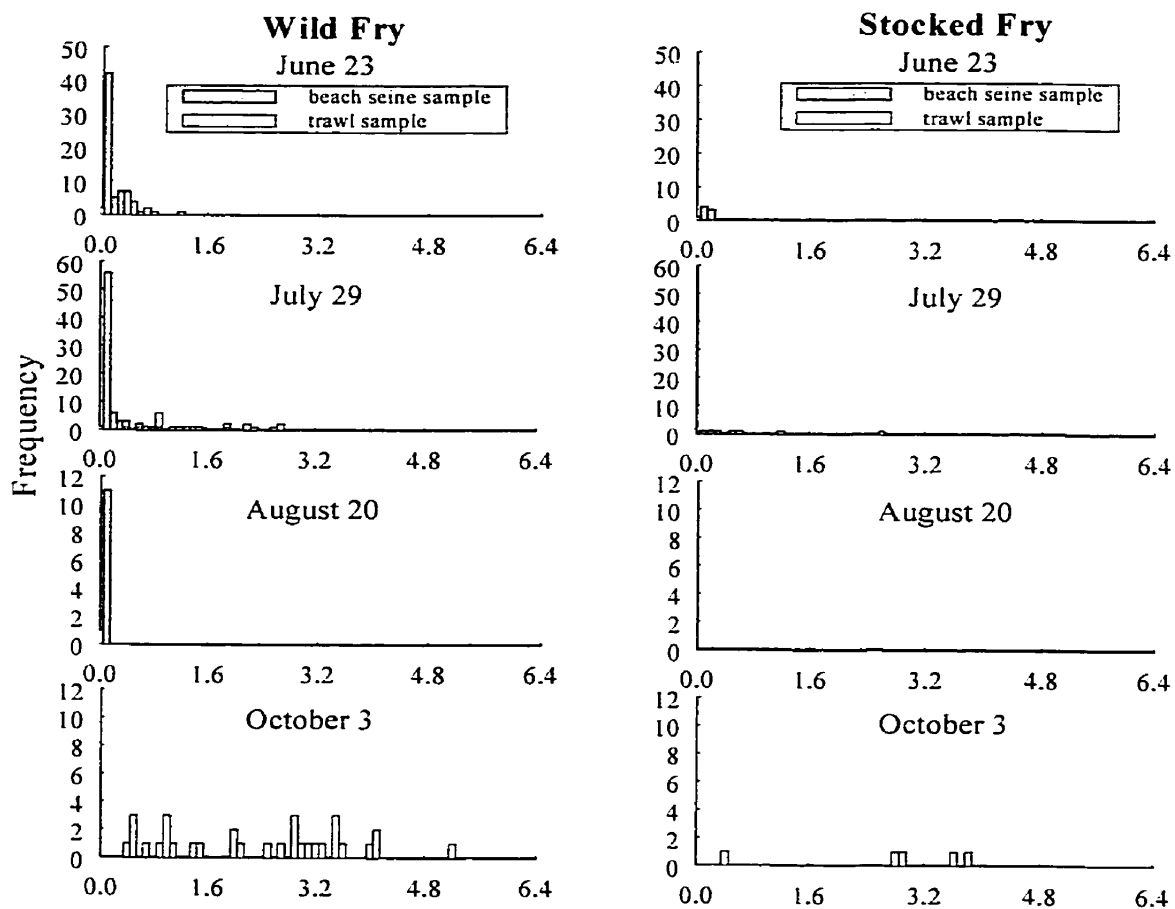 Wild Fry
June 23
beach seine sample
trawl sample
50
40
30
20
10
0
0.0 1.6 3.2 4.8 6.4
July 29
60
50
40
30
20
10
0
0.0 1.6 3.2 4.8 6.4
Frequency
August 20
12
10
8
6
4
2
0
0.0 1.6 3.2 4.8 6.4
October 3
12
10
8
6
4
2
0
0.0 1.6 3.2 4.8 6.4
Stocked Fry
June 23
beach seine sample
trawl sample
50
40
30
20
10
0
0.0 1.6 3.2 4.8 6.4
July 29
60
50
40
30
20
10
0
0.0 1.6 3.2 4.8 6.4
August 20
12
10
8
6
4
2
0
0.0 1.6 3.2 4.8 6.4
October 3
12
10
8
6
4
2
0
0.0 1.6 3.2 4.8 6.4